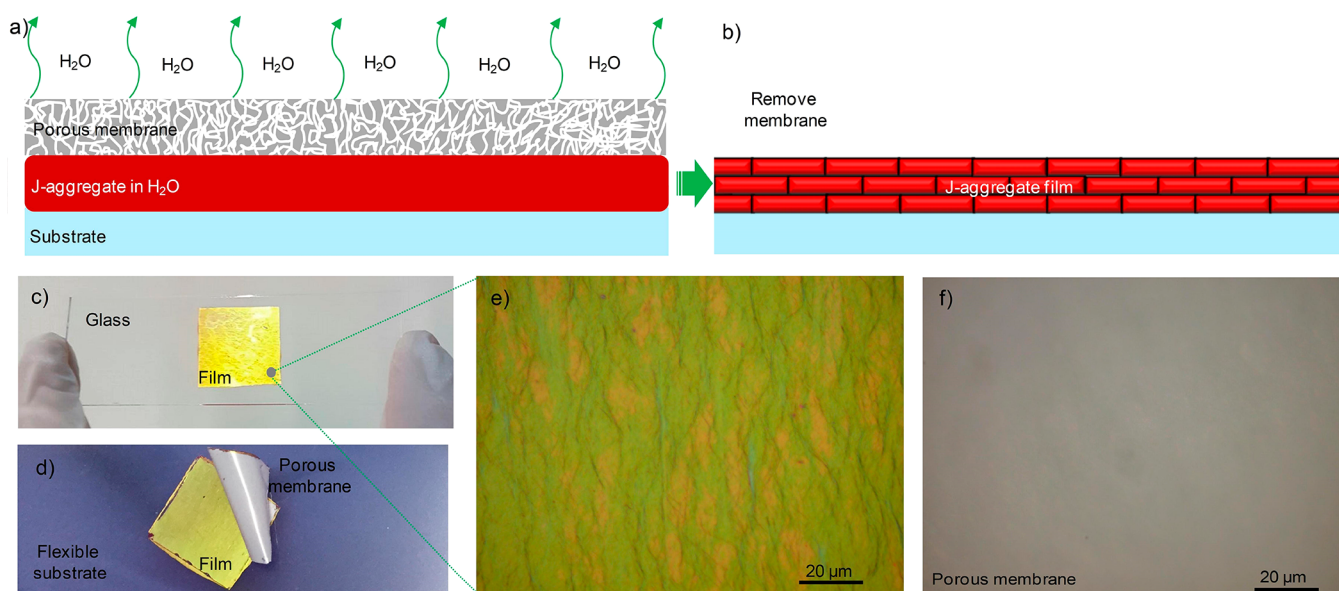 a)
H₂O
H₂O
H₂O
H₂O
H₂O
H₂O
Porous membrane
J-aggregate in H₂O
Substrate
b)
Remove
membrane
J-aggregate film
c)
Glass
Film
d)
Porous
membrane
Flexible
substrate
Film
e)
20 µm
f)
Porous membrane
20 µm